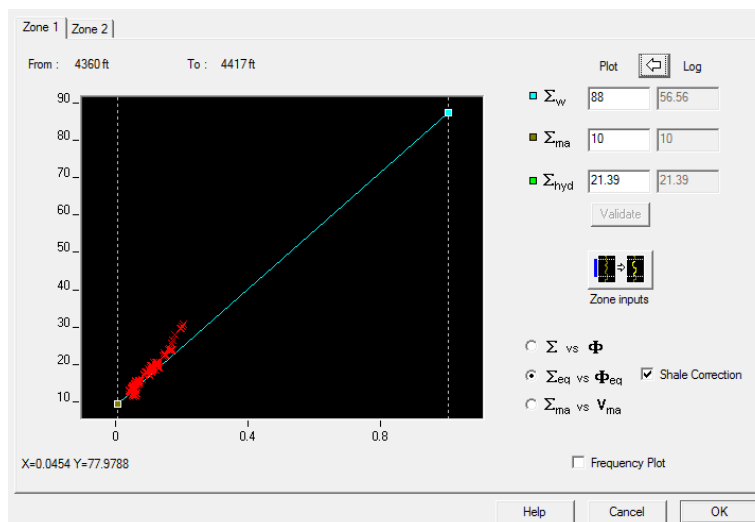 Zone 1 Zone 2
From : 4360 ft To : 4417 ft
Plot Log
Σw 88 56.56
Σma 10 10
Σhyd 21.39 21.39
Validate
Zone inputs
90
80
70
60
50
40
30
20
10
0 0.4 0.8
Σ vs Φ
Σeq vs Φeq Shale Correction
Σma vs Vma
X=0.0454 Y=77.9788
Frequency Plot
Help Cancel OK